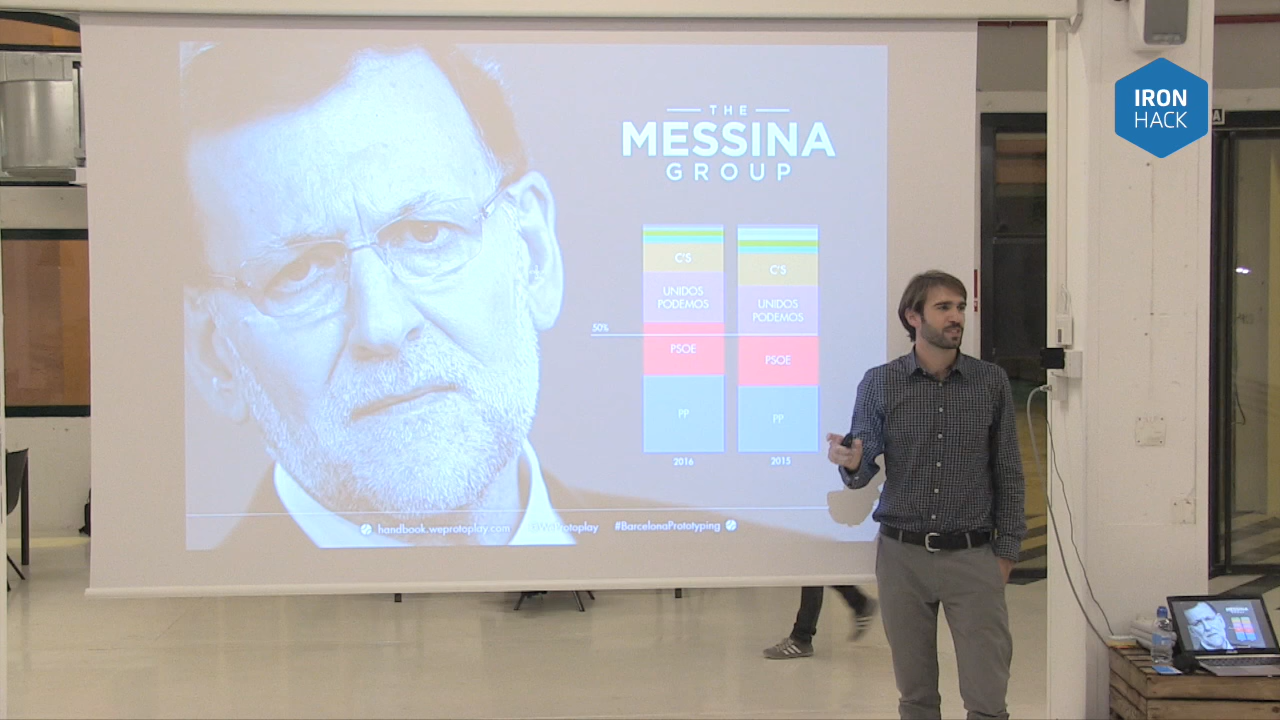 IRON
HACK
THE
MESSINA
GROUP
C'S
UNIDOS
PODEMOS
PSOE
PP
2016
C'S
UNIDOS
PODEMOS
PSOE
PP
2015
50%
handbook.weprotoplay.com
#BarcelonaPrototyping
MESSINA